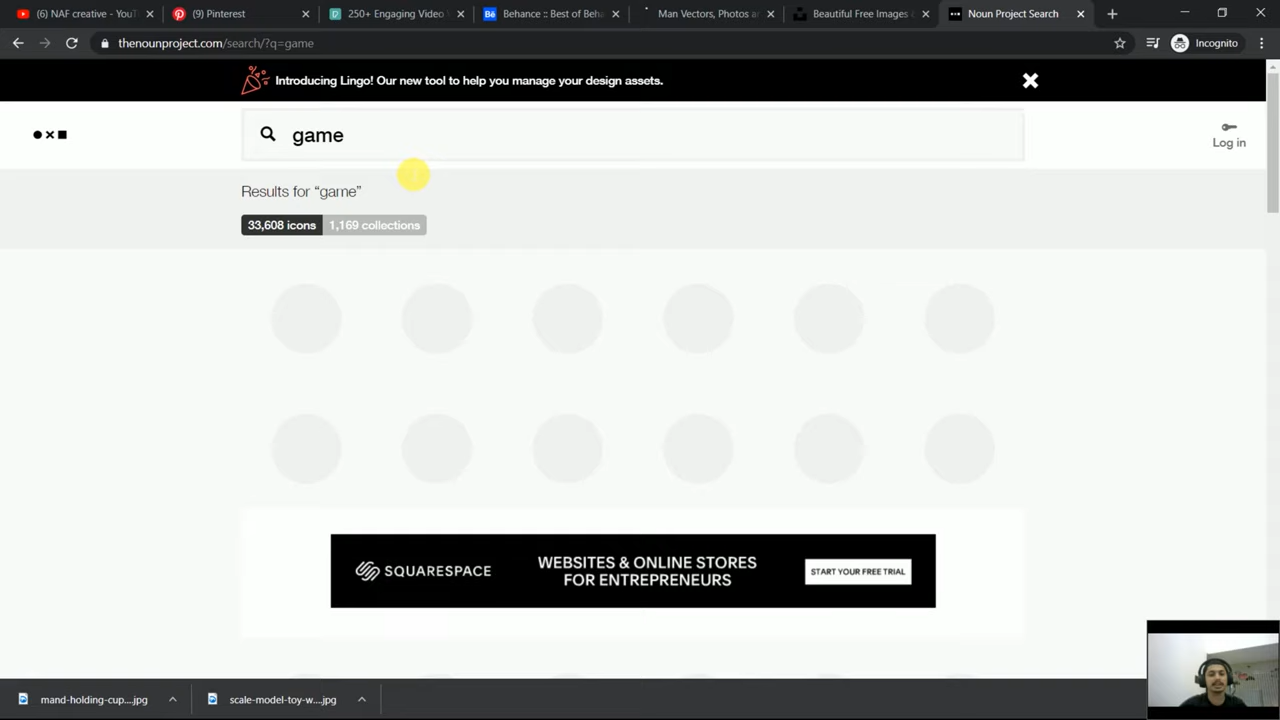 (6) NAF creative - YouT
(9) Pinterest
250+ Engaging Video
Bē Behance :: Best of Beha
Man Vectors, Photos a
Beautiful Free Images &
Noun Project Search
thenounproject.com/search/?q=game
Incognito
Introducing Lingo! Our new tool to help you manage your design assets.
game
Log in
Results for “game”
33,608 icons
1,169 collections
SQUARESPACE
WEBSITES & ONLINE STORES
FOR ENTREPRENEURS
START YOUR FREE TRIAL
mand-holding-cup....jpg
scale-model-toy-w....jpg